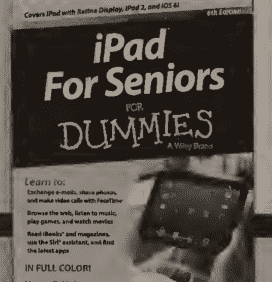 Covers iPad with Retina Display, iPad 2, and iOS 6!
6th Edition
iPad
For Seniors
FOR
DUMMIES
A Wiley Brand
Learn to:
Exchange e-mails, share photos,
and make video calls with FaceTime®
Browse the web, listen to music,
play games, and watch movies
Read iBooks® and magazines,
use the Siri® assistant, and find
the latest apps
IN FULL COLOR!